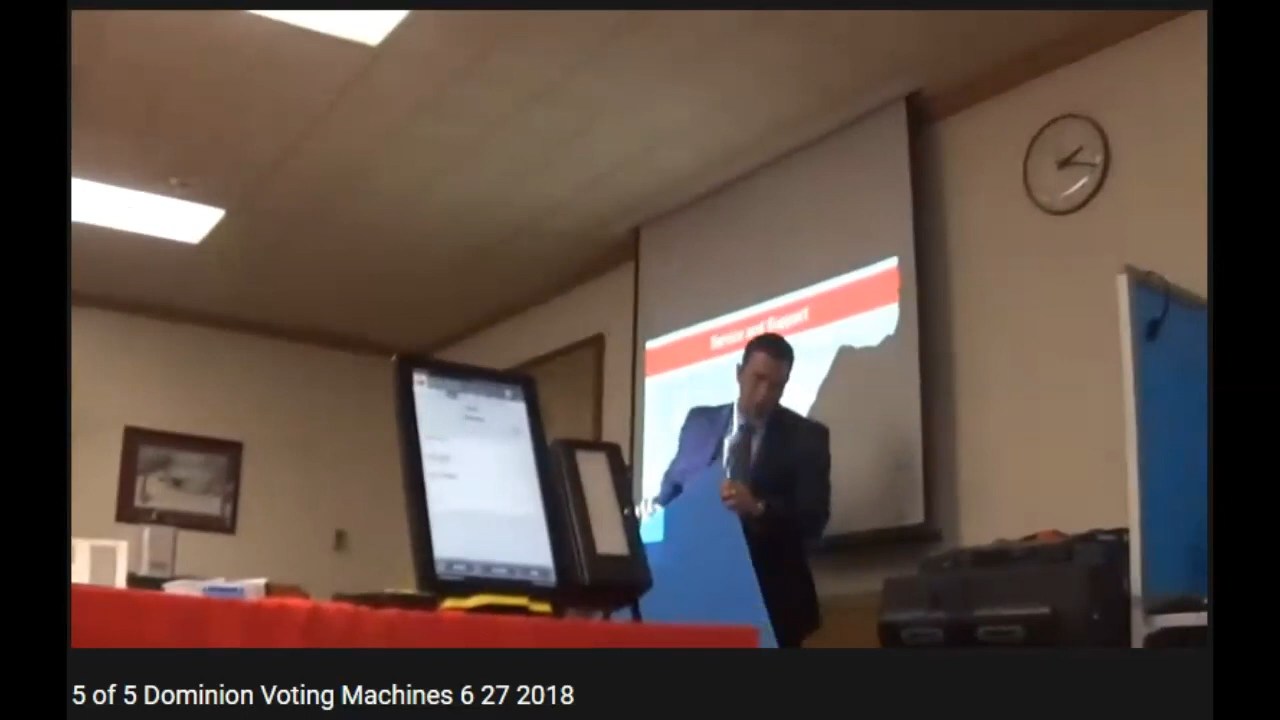 Service and Support
5 of 5 Dominion Voting Machines 6 27 2018